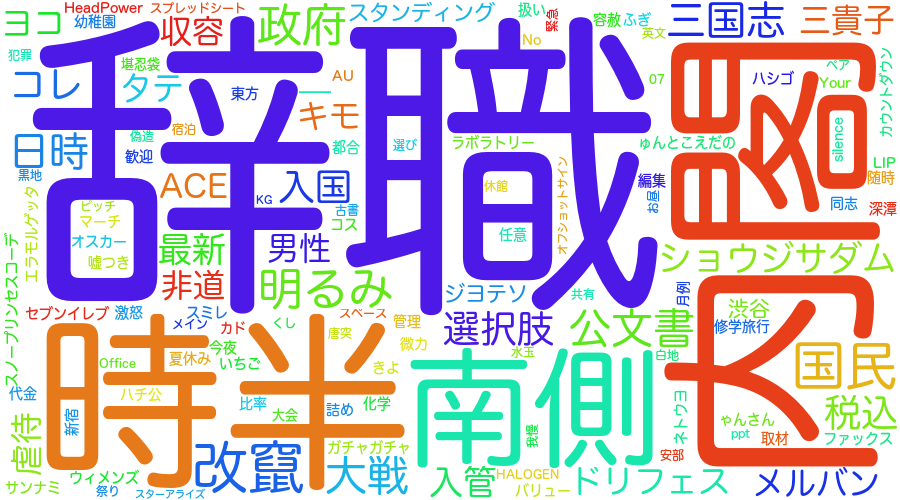 ヨコ
HeadPower
スプレッドシート
幼稚園
収容
政府
スタンディング
扱い
緊急
容赦
ふぎ
三国志
三貴子
犯罪
堪忍袋
No
英文
コレ
タテ
AU
07
ハシゴ
ペア
Your
カウントダウン
辞職
閣内
東方
一一
キモ
偽造
宿泊
日時
歓迎
都合
選び
ラボラトリー
ゅんとこえだの
silence
黒地
LIP
ACE
KG
入国
休館
編集
随時
エラモルゲッタ
ピッチ
マーチ
古書
コス
オフショットサイン
お昼
同志
深潭
オスカー
嘘つき
最新
男性
任意
ショウジサダム
スノープリンセスコーデ
非道
明るみ
ジヨテソ
共有
月例
セブンイレブ
激怒
スミレ
メイン
カド
スペース
くし
唐突
管理
微力
選択肢
公文書
渋谷
修学旅行
時半
今夜
夏休み
いちご
Office
きよ
水玉
南側
白地
国民
代金
ハチ公
比率
大会
詰め
化学
ネトウヨ
税込
新宿
虐待
ガチャガチャ
我慢
ゃんさん
ppt
取材
ファックス
改竄
大戦
安部
サンナミ
ウィメンズ
祭り
スターアライズ
入管
HALOGEN
バリュー
ドリフェス
メルバン